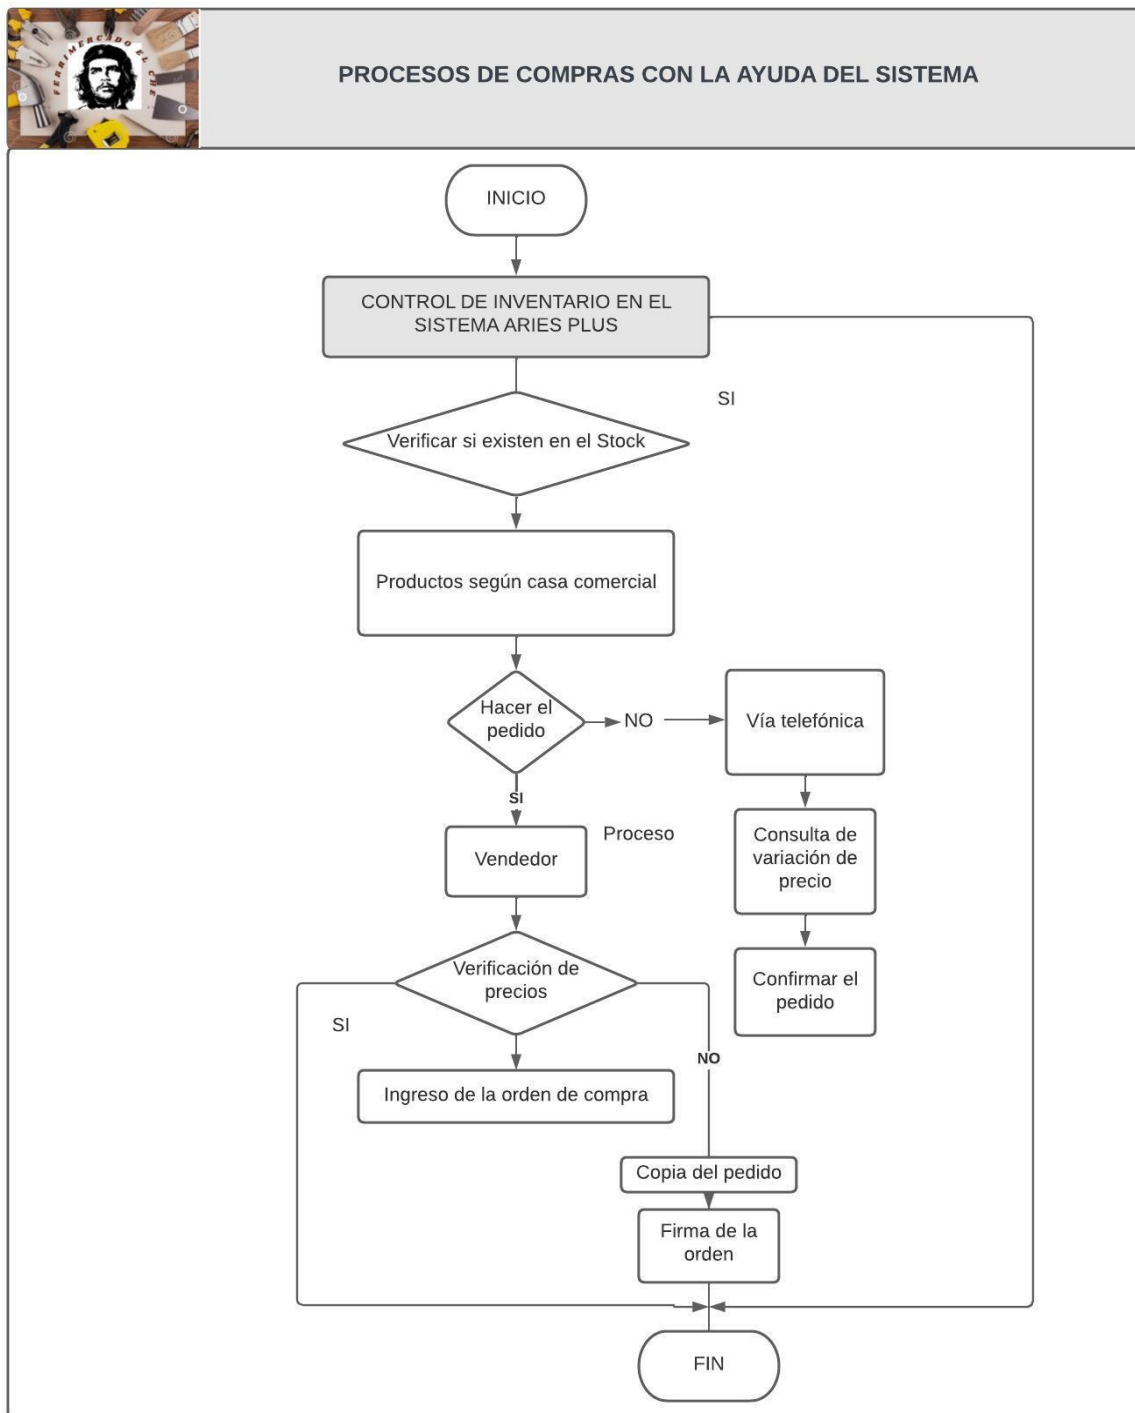 FERRIMERCADO EL CHE
PROCESOS DE COMPRAS CON LA AYUDA DEL SISTEMA
INICIO
CONTROL DE INVENTARIO EN EL
SISTEMA ARIES PLUS
SI
Verificar si existen en el Stock
Productos según casa comercial
Hacer el
pedido
NO
Vía telefónica
SI
Proceso
Vendedor
Consulta de
variación de
precio
Verificación de
precios
Confirmar el
pedido
SI
NO
Ingreso de la orden de compra
Copia del pedido
Firma de la
orden
FIN